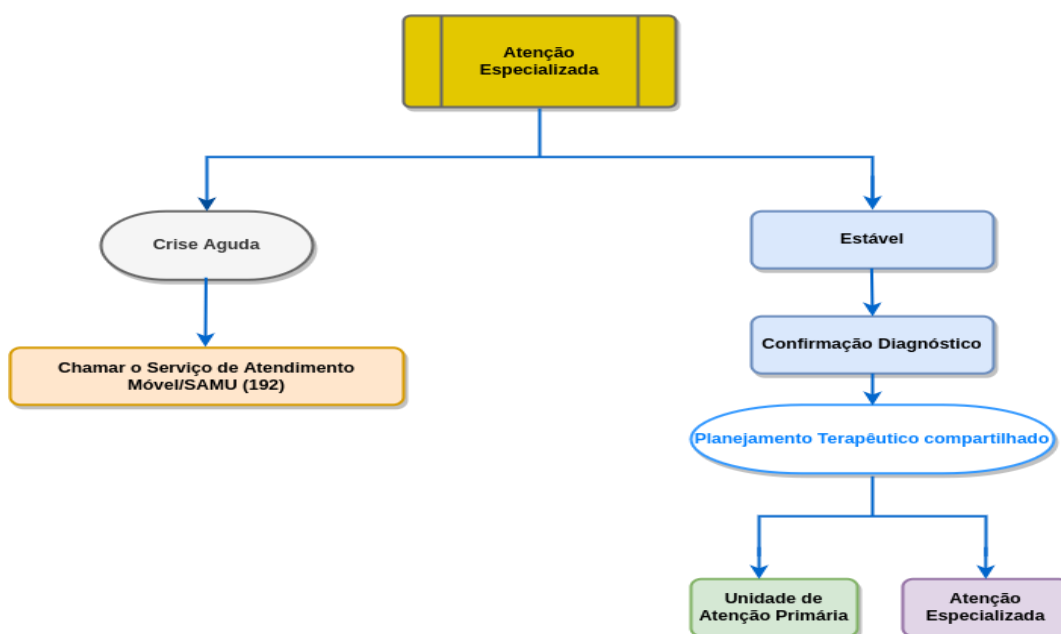 Atenção
Especializada
Crise Aguda
Estável
Chamar o Serviço de Atendimento
Móvel/SAMU (192)
Confirmação Diagnóstico
Planejamento Terapêutico compartilhado
Unidade de
Atenção Primária
Atenção
Especializada